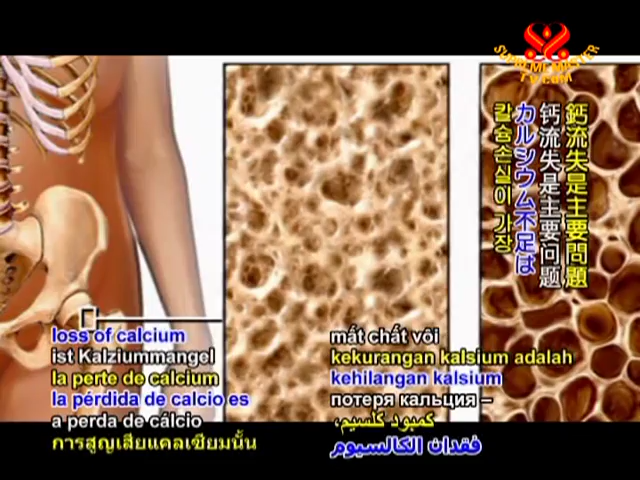 SUPREME MASTER
TV.COM
鈣流失是主要問題
钙流失是主要问题
カルシウム不足は
칼슘손실이 가장
loss of calcium
ist Kalziummangel
la perte de calcium
la pérdida de calcio es
a perda de cálcio
การสูญเสียแคลเซียมนั้น
mất chất vôi
kekurangan kalsium adalah
kehilangan kalsium
потеря кальция –
کمبود کلسیم،
فقدان الكالسيوم